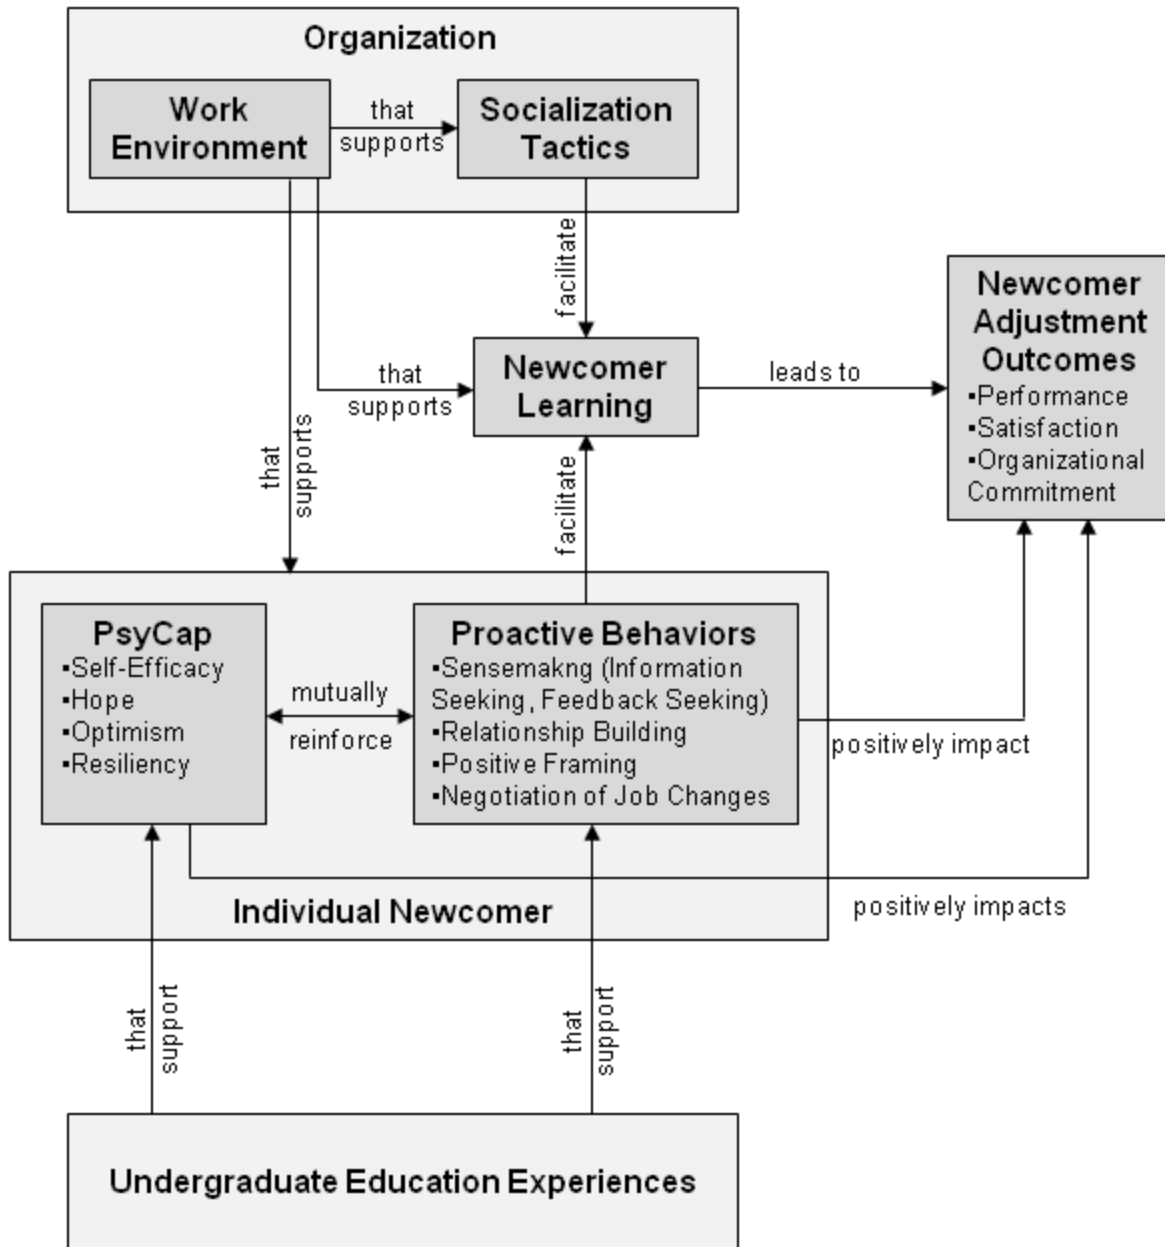 Organization
Work
Environment
that
supports
Socialization
Tactics
facilitate
Newcomer
Adjustment
Outcomes
▪Performance
▪Satisfaction
▪Organizational
Commitment
Newcomer
Learning
leads to
that
supports
that
supports
facilitate
PsyCap
▪Self-Efficacy
▪Hope
▪Optimism
▪Resiliency
mutually
reinforce
Proactive Behaviors
▪Sensemakng (Information
Seeking, Feedback Seeking)
▪Relationship Building
▪Positive Framing
▪Negotiation of Job Changes
positively impact
Individual Newcomer
positively impacts
that
support
that
support
Undergraduate Education Experiences